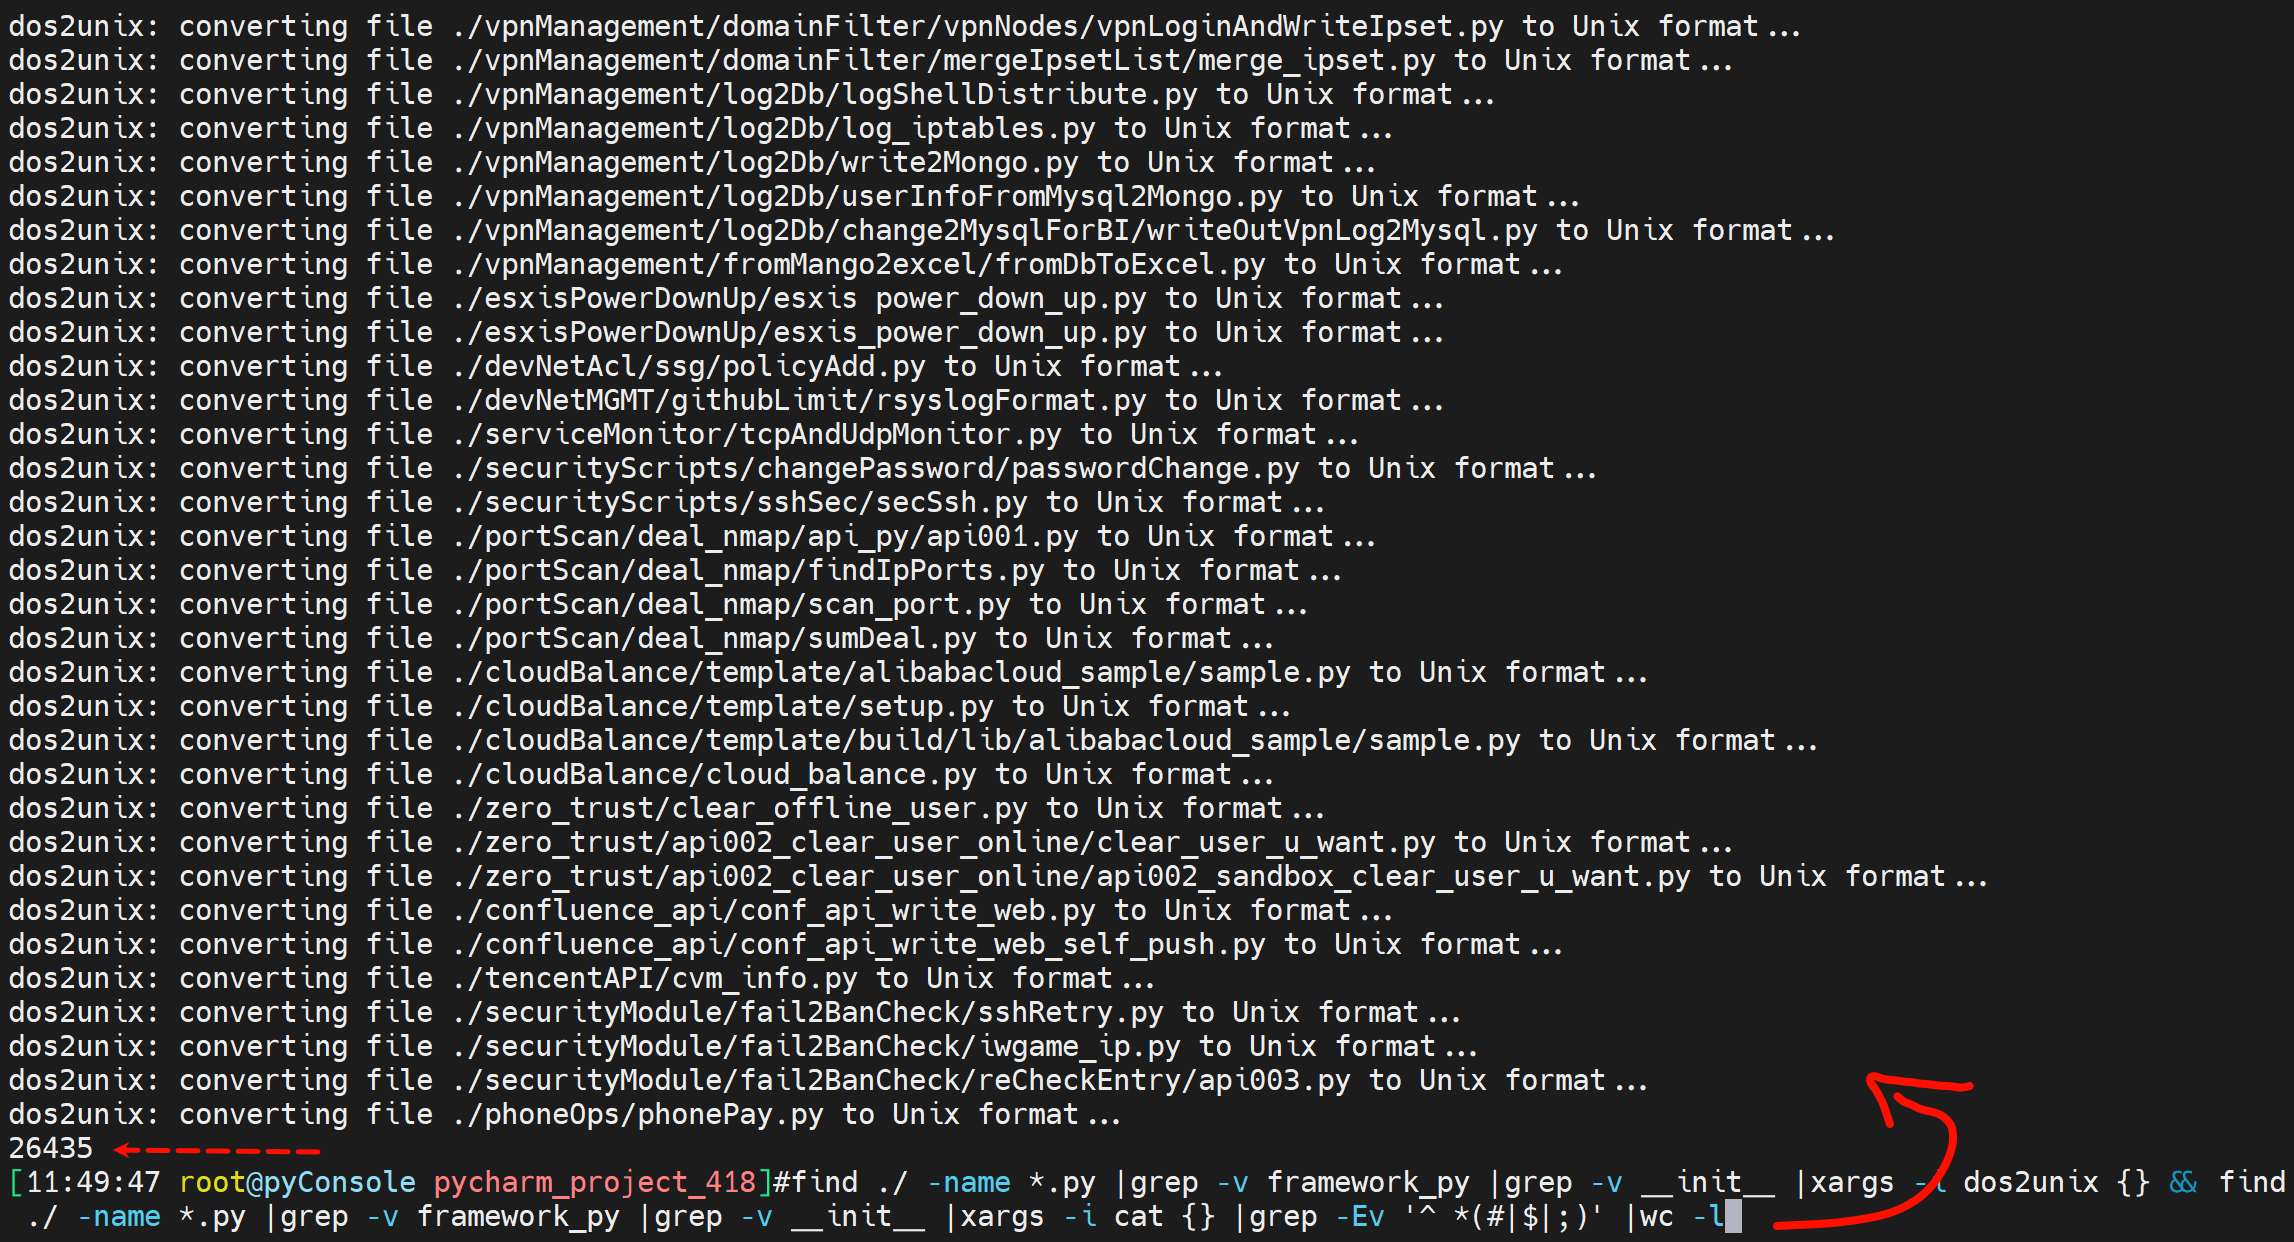 dos2unix: converting file ./vpnManagement/domainFilter/vpnNodes/vpnLoginAndWriteIpset.py to Unix format...
dos2unix: converting file ./vpnManagement/domainFilter/mergeIpsetList/merge_ipset.py to Unix format...
dos2unix: converting file ./vpnManagement/log2Db/logShellDistribute.py to Unix format...
dos2unix: converting file ./vpnManagement/log2Db/log_iptables.py to Unix format...
dos2unix: converting file ./vpnManagement/log2Db/write2Mongo.py to Unix format...
dos2unix: converting file ./vpnManagement/log2Db/userInfoFromMysql2Mongo.py to Unix format...
dos2unix: converting file ./vpnManagement/log2Db/change2MysqlForBI/writeOutVpnLog2Mysql.py to Unix format...
dos2unix: converting file ./vpnManagement/fromMango2excel/fromDbToExcel.py to Unix format...
dos2unix: converting file ./esxisPowerDownUp/esxis power_down_up.py to Unix format...
dos2unix: converting file ./esxisPowerDownUp/esxis_power_down_up.py to Unix format...
dos2unix: converting file ./devNetAcl/ssg/policyAdd.py to Unix format...
dos2unix: converting file ./devNetMGMT/githubLimit/rsyslogFormat.py to Unix format...
dos2unix: converting file ./serviceMonitor/tcpAndUdpMonitor.py to Unix format...
dos2unix: converting file ./securityScripts/changePassword/passwordChange.py to Unix format...
dos2unix: converting file ./securityScripts/sshSec/secSsh.py to Unix format...
dos2unix: converting file ./portScan/deal_nmap/api_py/api001.py to Unix format...
dos2unix: converting file ./portScan/deal_nmap/findIpPorts.py to Unix format...
dos2unix: converting file ./portScan/deal_nmap/scan_port.py to Unix format...
dos2unix: converting file ./portScan/deal_nmap/sumDeal.py to Unix format...
dos2unix: converting file ./cloudBalance/template/alibabacloud_sample/sample.py to Unix format...
dos2unix: converting file ./cloudBalance/template/setup.py to Unix format...
dos2unix: converting file ./cloudBalance/template/build/lib/alibabacloud_sample/sample.py to Unix format...
dos2unix: converting file ./cloudBalance/cloud_balance.py to Unix format...
dos2unix: converting file ./zero_trust/clear_offline_user.py to Unix format...
dos2unix: converting file ./zero_trust/api002_clear_user_online/clear_user_u_want.py to Unix format...
dos2unix: converting file ./zero_trust/api002_clear_user_online/api002_sandbox_clear_user_u_want.py to Unix format...
dos2unix: converting file ./confluence_api/conf_api_write_web.py to Unix format...
dos2unix: converting file ./confluence_api/conf_api_write_web_self_push.py to Unix format...
dos2unix: converting file ./tencentAPI/cvm_info.py to Unix format...
dos2unix: converting file ./securityModule/fail2BanCheck/sshRetry.py to Unix format...
dos2unix: converting file ./securityModule/fail2BanCheck/iwgame_ip.py to Unix format...
dos2unix: converting file ./securityModule/fail2BanCheck/reCheckEntry/api003.py to Unix format...
dos2unix: converting file ./phoneOps/phonePay.py to Unix format...
26435
[11:49:47 root@pyConsole pycharm_project_418]#find ./ -name *.py |grep -v framework_py |grep -v __init__ |xargs -i dos2unix {} && find
./ -name *.py |grep -v framework_py |grep -v __init__ |xargs -i cat {} |grep -Ev '^ *(#|$|;)' |wc -l